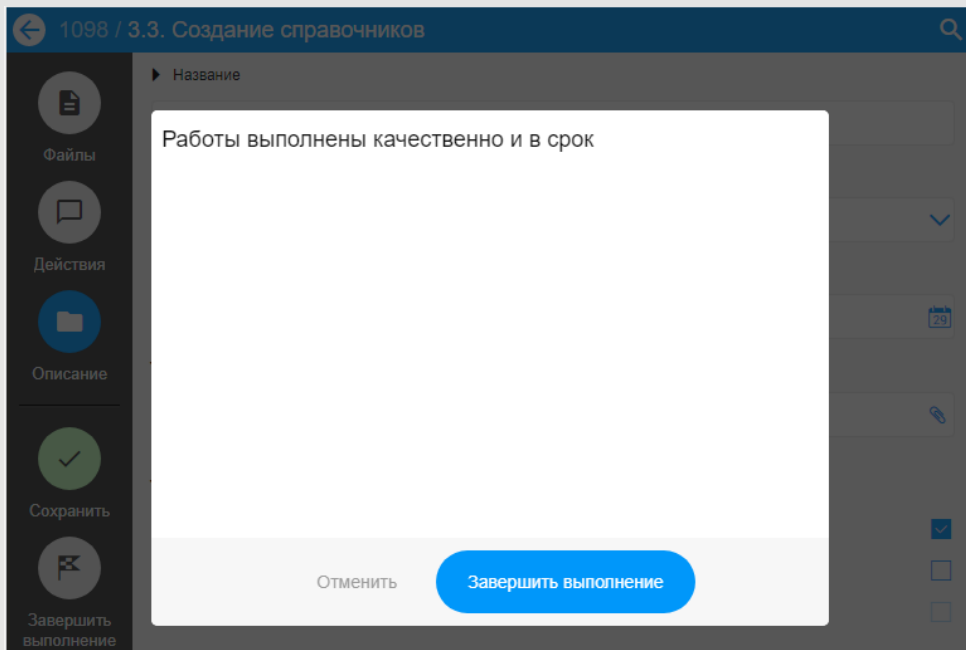 1098 / 3.3. Создание справочников
Название
Файлы
Действия
Описание
Сохранить
Завершить
выполнение
Работы выполнены качественно и в срок
29
Отменить
Завершить выполнение